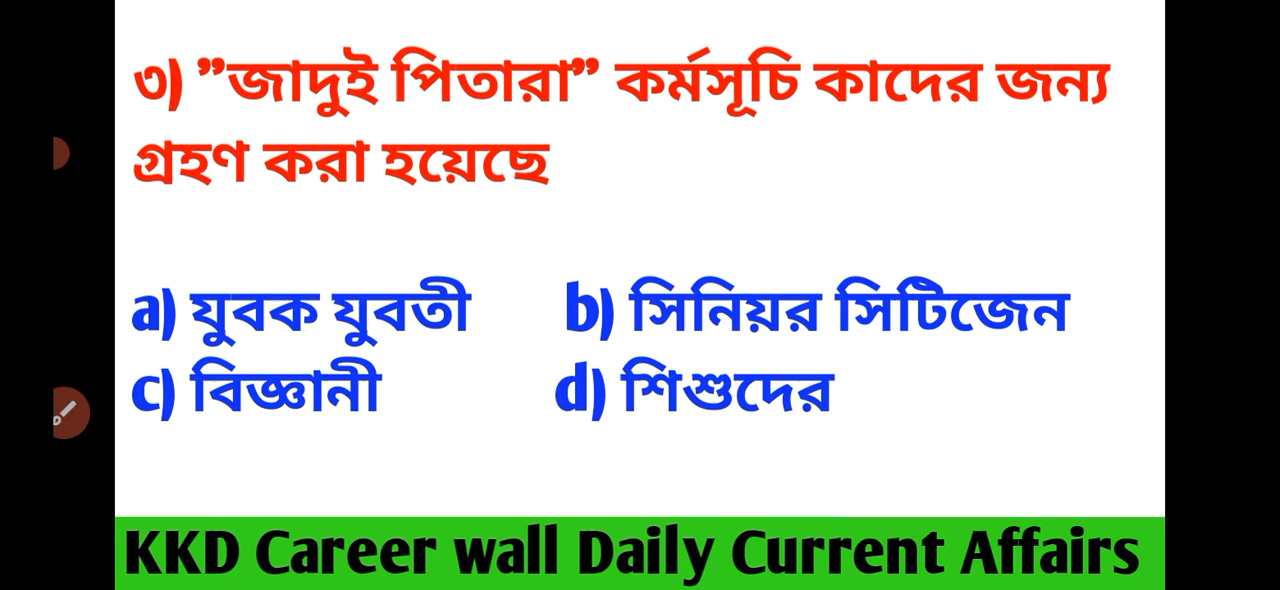 ৩) ”জাদুই পিতারা” কর্মসূচি কাদের জন্য
গ্রহণ করা হয়েছে
a) যুবক যুবতী b) সিনিয়র সিটিজেন
c) বিজ্ঞানী d) শিশুদের
KKD Career wall Daily Current Affairs